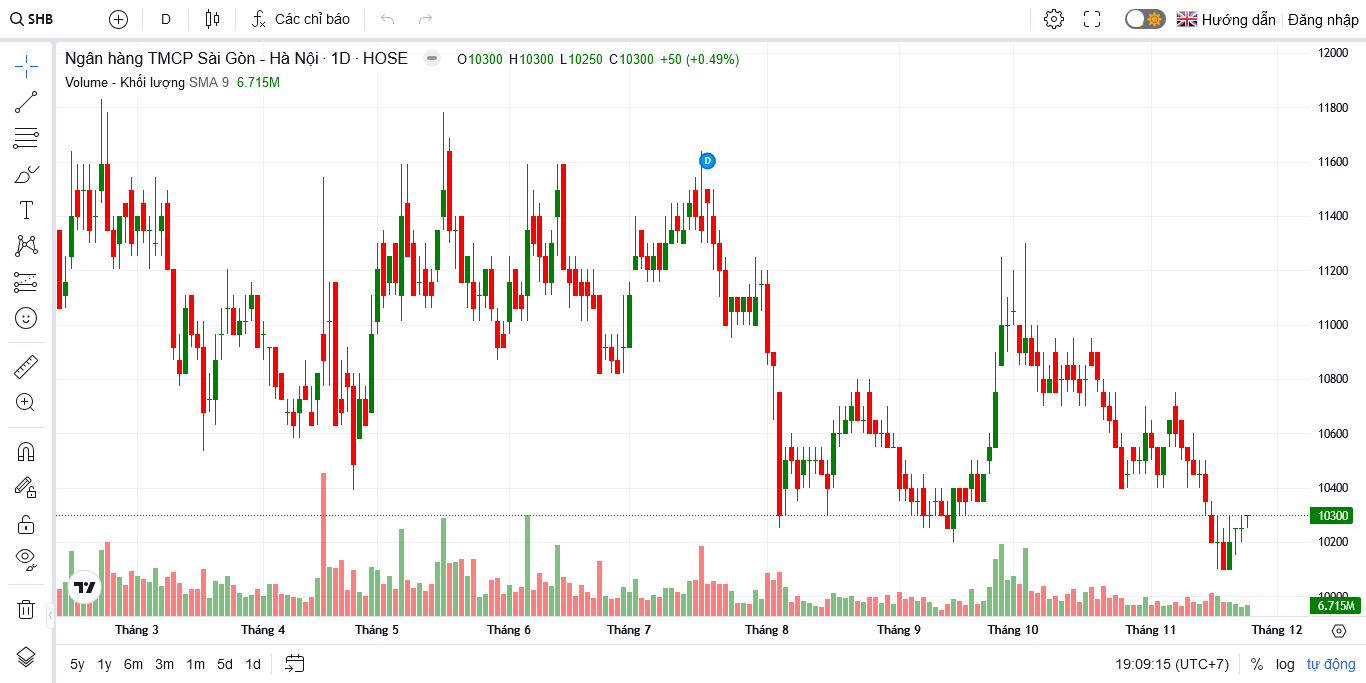 SHB D Các chỉ báo Hướng dẫn Đăng nhập
Ngân hàng TMCP Sài Gòn - Hà Nội · 1D · HOSE O10300 H10300 L10250 C10300 +50 (+0.49%)
Volume - Khối lượng SMA 9 6.715M
D
12000
11800
11600
11400
11200
11000
10800
10600
10400
10300
10200
10000
6.715M
Tháng 3 Tháng 4 Tháng 5 Tháng 6 Tháng 7 Tháng 8 Tháng 9 Tháng 10 Tháng 11 Tháng 12
5y 1y 6m 3m 1m 5d 1d 19:09:15 (UTC+7) % log tự động